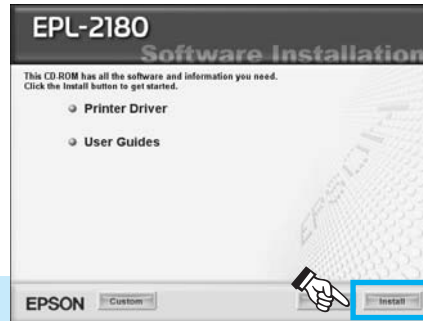 EPL-2180
Software Installation
This CD-ROM has all the software and information you need.
Click the Install button to get started.
Printer Driver
User Guides
EPSON
Custom
Install
EPSON